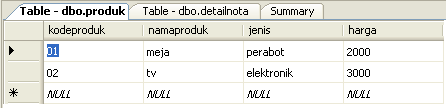 Table - dbo.produk Table - dbo.detailnota Summary
kodeproduk namaproduk jenis harga
01 meja perabot 2000
02 tv elektronik 3000
NULL NULL NULL NULL